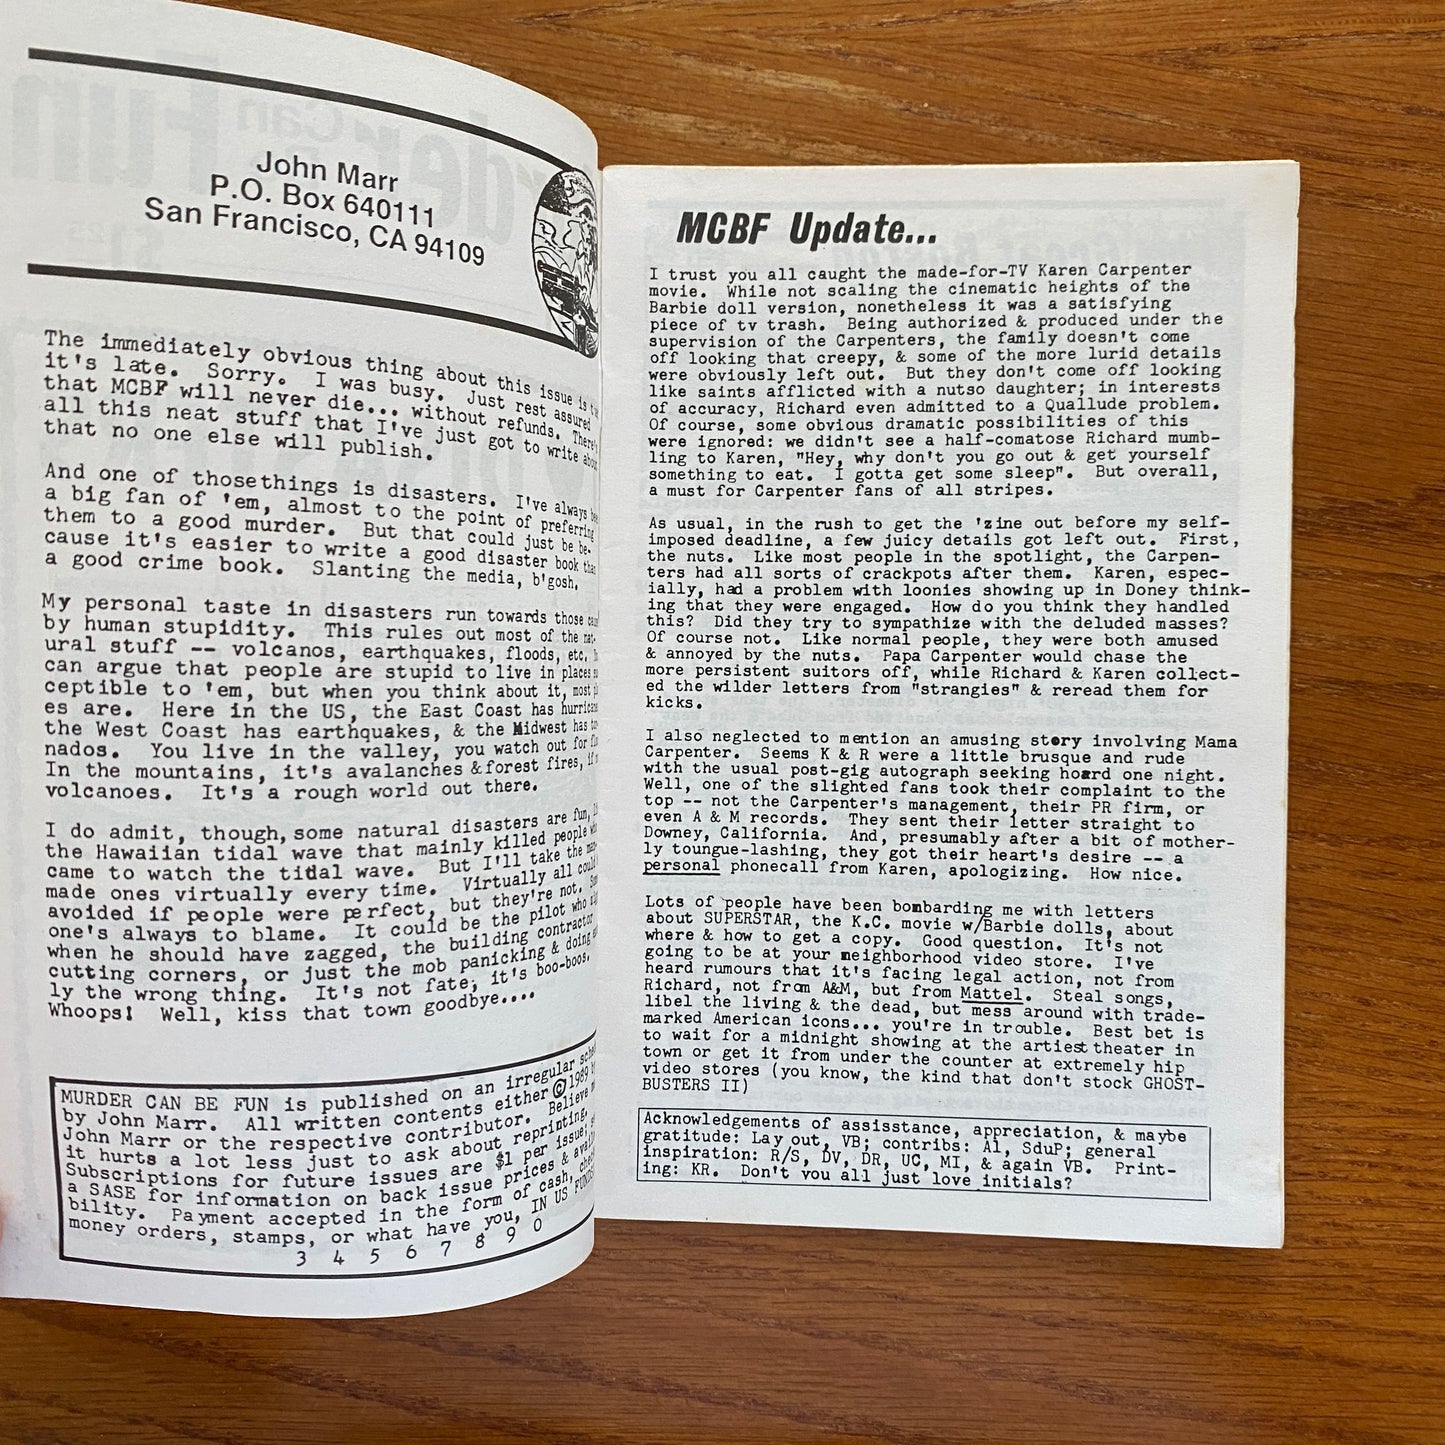 John Marr
P.O. Box 640111
San Francisco, CA 94109
The immediately obvious thing about this issue is
it's late. Sorry. I was busy. Just rest assured
that MCBF will never die... without refunds. There's
all this neat stuff that I've just got to write about
that no one else will publish.
And one of thosethings is disasters. I've always
a big fan of 'em, almost to the point of preferring
them to a good murder. But that could just be be-
cause it's easier to write a good disaster book than
a good crime book. Slanting the media, b'gosh.
My personal taste in disasters run towards those
by human stupidity. This rules out most of the nat-
ural stuff -- volcanos, earthquakes, floods, etc.
can argue that people are stupid to live in places
ceptible to 'em, but when you think about it, most
es are. Here in the US, the East Coast has hurricanes
the West Coast has earthquakes, & the Midwest has
nados. You live in the valley, you watch out for
In the mountains, it's avalanches & forest fires, if
volcanoes. It's a rough world out there.
I do admit, though, some natural disasters are fun,
the Hawaiian tidal wave that mainly killed people
came to watch the tidal wave. But I'll take the
made ones virtually every time. Virtually all could
avoided if people were perfect, but they're not.
one's always to blame. It could be the pilot who
when he should have zagged, the building contractor
cutting corners, or just the mob panicking & doing
ly the wrong thing. It's not fate; it's boo-boos.
Whoops! Well, kiss that town goodbye....
MURDER CAN BE FUN is published on an irregular
by John Marr. All written contents either © 1989
John Marr or the respective contributor. Believe
it hurts a lot less just to ask about reprinting.
Subscriptions for future issues are $1 per issue;
a SASE for information on back issue prices &
bility. Payment accepted in the form of cash,
money orders, stamps, or what have you, IN US FUNDS
3 4 5 6 7 8 9 0
MCBF Update...
I trust you all caught the made-for-TV Karen Carpenter
movie. While not scaling the cinematic heights of the
Barbie doll version, nonetheless it was a satisfying
piece of tv trash. Being authorized & produced under the
supervision of the Carpenters, the family doesn't come
off looking that creepy, & some of the more lurid details
were obviously left out. But they don't come off looking
like saints afflicted with a nutso daughter; in interests
of accuracy, Richard even admitted to a Quallude problem.
Of course, some obvious dramatic possibilities of this
were ignored: we didn't see a half-comatose Richard mumb-
ling to Karen, "Hey, why don't you go out & get yourself
something to eat. I gotta get some sleep". But overall,
a must for Carpenter fans of all stripes.
As usual, in the rush to get the 'zine out before my self-
imposed deadline, a few juicy details got left out. First,
the nuts. Like most people in the spotlight, the Carpen-
ters had all sorts of crackpots after them. Karen, espec-
ially, had a problem with loonies showing up in Doney think-
ing that they were engaged. How do you think they handled
this? Did they try to sympathize with the deluded masses?
Of course not. Like normal people, they were both amused
& annoyed by the nuts. Papa Carpenter would chase the
more persistent suitors off, while Richard & Karen collect-
ed the wilder letters from "strangies" & reread them for
kicks.
I also neglected to mention an amusing story involving Mama
Carpenter. Seems K & R were a little brusque and rude
with the usual post-gig autograph seeking hoard one night.
Well, one of the slighted fans took their complaint to the
top -- not the Carpenter's management, their PR firm, or
even A & M records. They sent their letter straight to
Downey, California. And, presumably after a bit of mother-
ly toungue-lashing, they got their heart's desire -- a
personal phonecall from Karen, apologizing. How nice.
Lots of people have been bombarding me with letters
about SUPERSTAR, the K.C. movie w/Barbie dolls, about
where & how to get a copy. Good question. It's not
going to be at your neighborhood video store. I've
heard rumours that it's facing legal action, not from
Richard, not from A&M, but from Mattel. Steal songs,
libel the living & the dead, but mess around with trade-
marked American icons... you're in trouble. Best bet is
to wait for a midnight showing at the artiest theater in
town or get it from under the counter at extremely hip
video stores (you know, the kind that don't stock GHOST-
BUSTERS II)
Acknowledgements of assisstance, appreciation, & maybe
gratitude: Lay out, VB; contribs: Al, SduP; general
inspiration: R/S, DV, DR, UC, MI, & again VB. Print-
ing: KR. Don't you all just love initials?